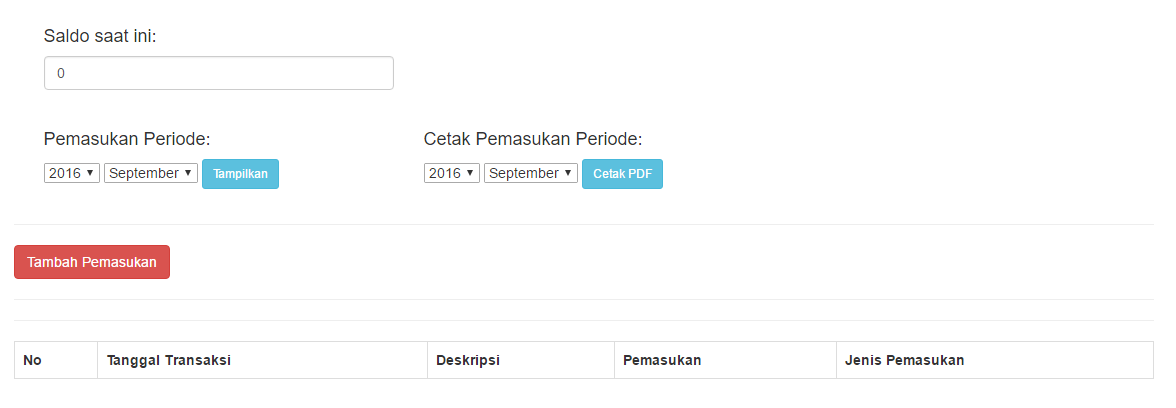 Saldo saat ini:
0
Pemasukan Periode:
2016 September Tampilkan
Cetak Pemasukan Periode:
2016 September Cetak PDF
Tambah Pemasukan
No Tanggal Transaksi Deskripsi Pemasukan Jenis Pemasukan